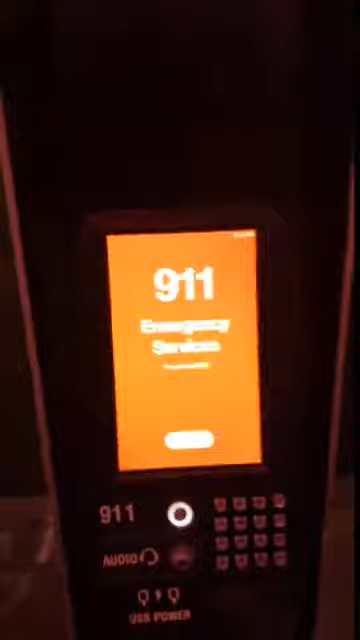 911
Emergency
Services
911
AUDIO
USB POWER